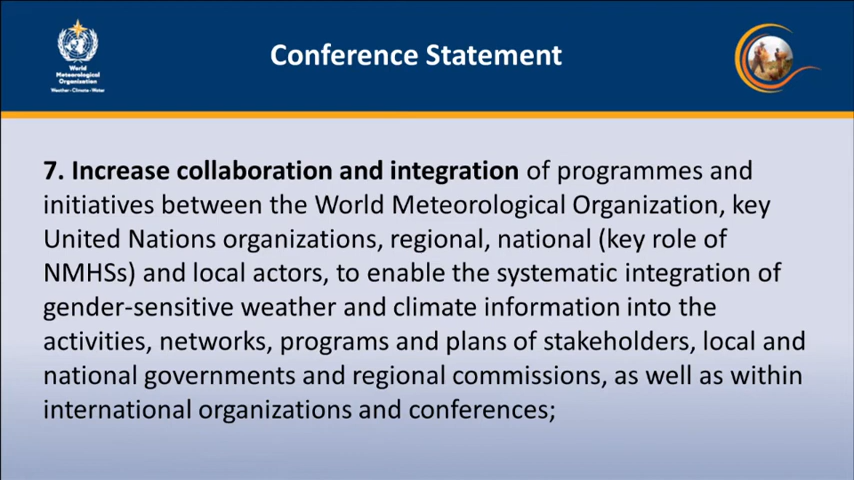 World
Meteorological
Organization
Weather • Climate • Water
Conference Statement
7. Increase collaboration and integration of programmes and
initiatives between the World Meteorological Organization, key
United Nations organizations, regional, national (key role of
NMHSs) and local actors, to enable the systematic integration of
gender-sensitive weather and climate information into the
activities, networks, programs and plans of stakeholders, local and
national governments and regional commissions, as well as within
international organizations and conferences;